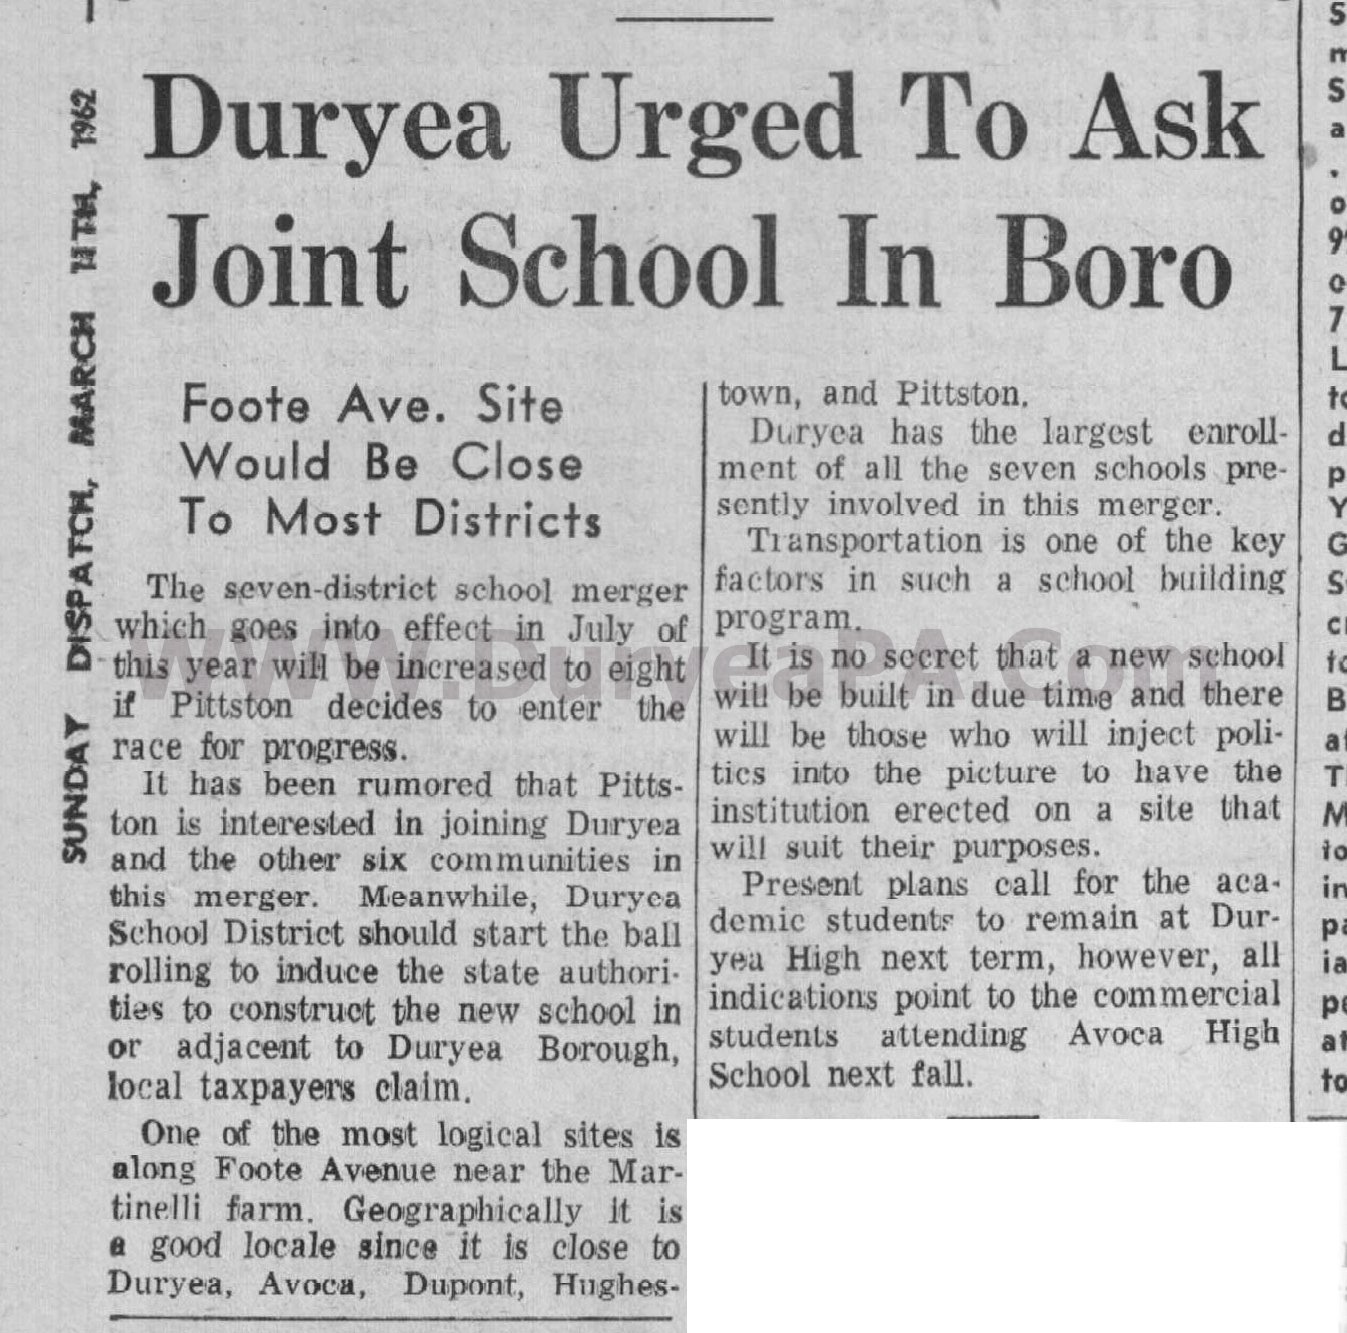 SUNDAY DISPATCH, MARCH 11TH, 1962
Duryea Urged To Ask
Joint School In Boro
Foote Ave. Site
Would Be Close
To Most Districts
The seven-district school merger
which goes into effect in July of
this year will be increased to eight
if Pittston decides to enter the
race for progress.
It has been rumored that Pitts-
ton is interested in joining Duryea
and the other six communities in
this merger. Meanwhile, Duryea
School District should start the ball
rolling to induce the state authori-
ties to construct the new school in
or adjacent to Duryea Borough,
local taxpayers claim.
One of the most logical sites is
along Foote Avenue near the Mar-
tinelli farm. Geographically it is
a good locale since it is close to
Duryea, Avoca, Dupont, Hughes-
town, and Pittston.
Duryea has the largest enroll-
ment of all the seven schools pre-
sently involved in this merger.
Transportation is one of the key
factors in such a school building
program.
It is no secret that a new school
will be built in due time and there
will be those who will inject poli-
tics into the picture to have the
institution erected on a site that
will suit their purposes.
Present plans call for the aca-
demic students to remain at Dur-
yea High next term, however, all
indications point to the commercial
students attending Avoca High
School next fall.
WWW.DuryeaPA.Com